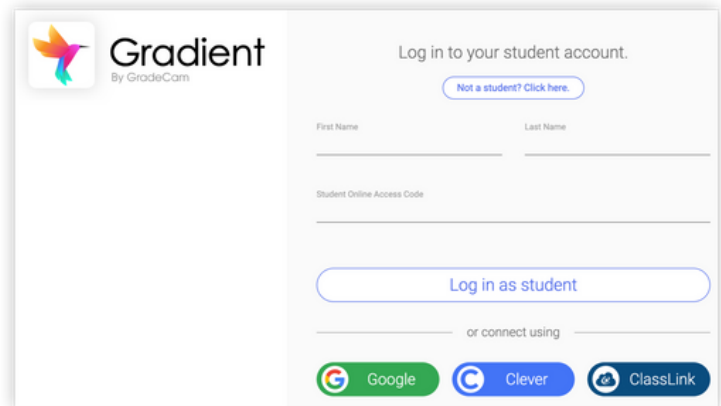 Gradient
By GradeCam
Log in to your student account.
Not a student? Click here.
First Name
Last Name
Student Online Access Code
Log in as student
or connect using
Google
Clever
ClassLink